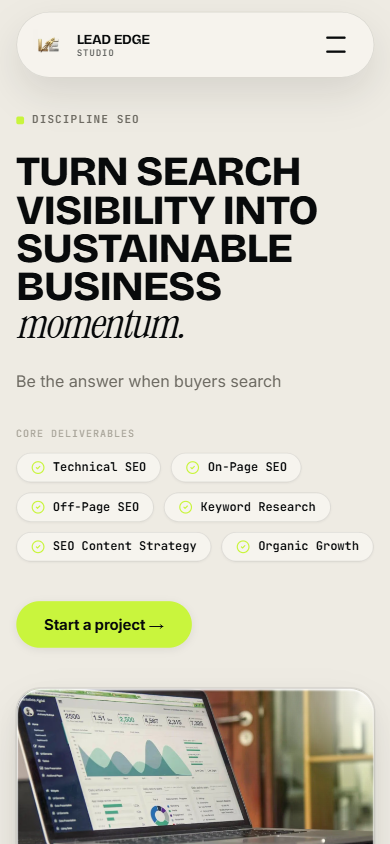 LEAD EDGE
STUDIO
DISCIPLINE SEO
TURN SEARCH
VISIBILITY INTO
SUSTAINABLE
BUSINESS
momentum.
Be the answer when buyers search
CORE DELIVERABLES
Technical SEO
On-Page SEO
Off-Page SEO
Keyword Research
SEO Content Strategy
Organic Growth
Start a project →